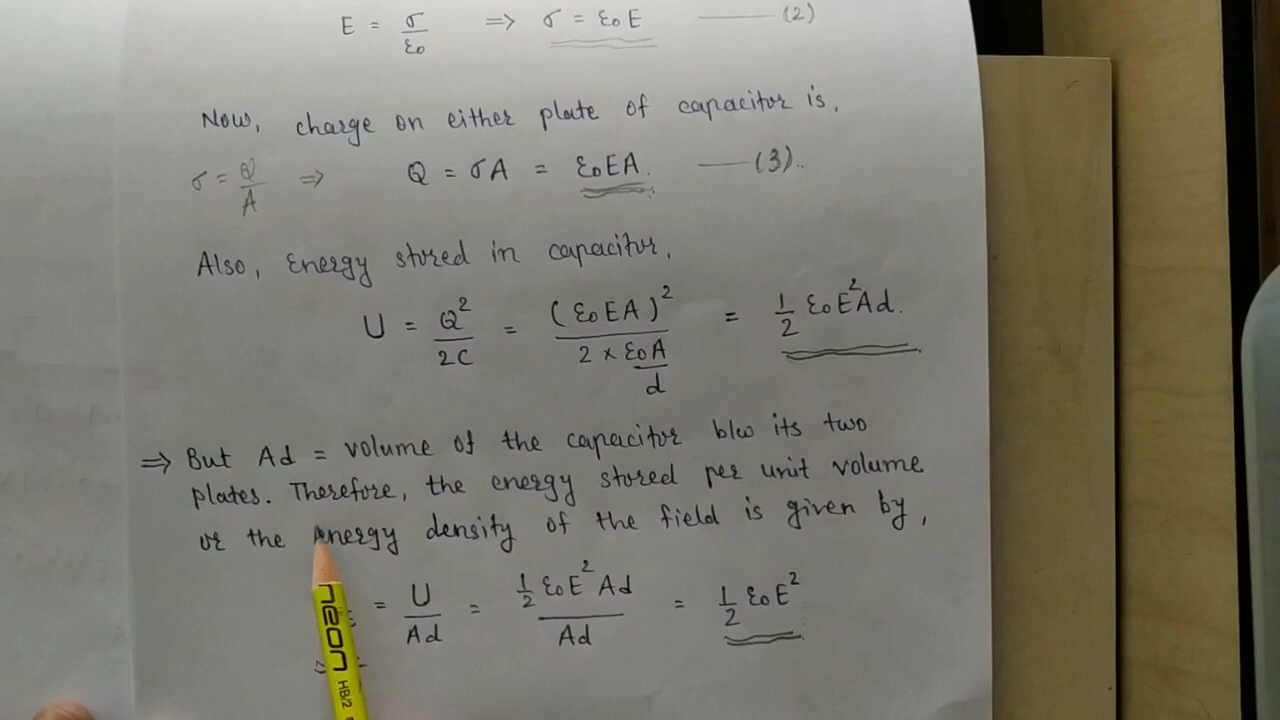 E = σ/ε₀ ⇒ σ = ε₀E —— (2)
Now, charge on either plate of capacitor is,
σ = Q/A ⇒ Q = σA = ε₀EA. —— (3)..
Also, Energy stored in capacitor,
U = Q²/2C = (ε₀EA)²/(2 × ε₀A/d) = 1/2 ε₀E²Ad.
⇒ But Ad = volume of the capacitor b/w its two
plates. Therefore, the energy stored per unit volume
or the energy density of the field is given by,
= U/Ad = 1/2 ε₀E²Ad/Ad = 1/2 ε₀E²
neon HB/2